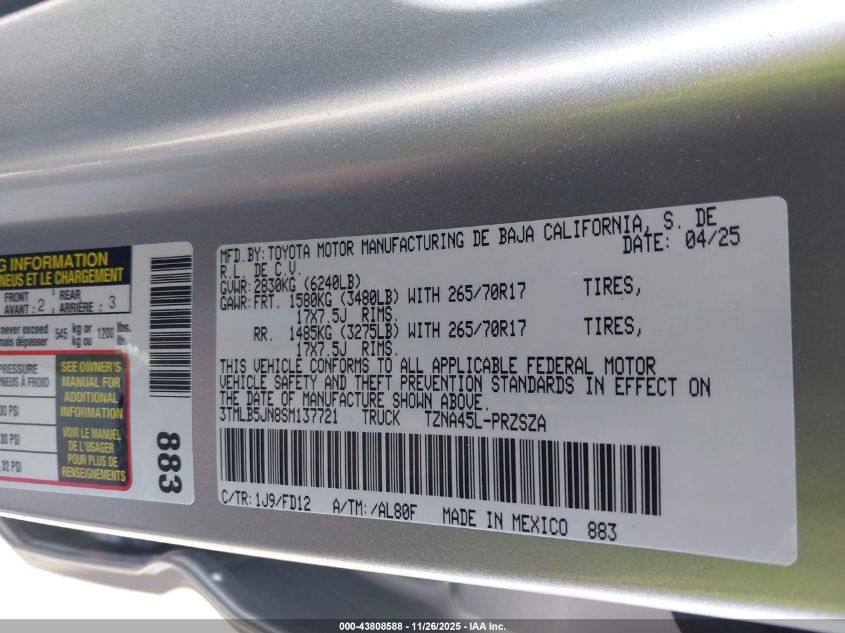 G INFORMATION
PNEUS ET LE CHARGEMENT
FRONT
AVANT : 2
REAR
ARRIÈRE : 3
never exceed
mais dépasser
545 kg or
kg ou
1200 lbs.
lb.
PRESSURE
PNEUS À FROID
30 PSI
30 PSI
32 PSI
SEE OWNER'S
MANUAL FOR
ADDITIONAL
INFORMATION
VOIR LE MANUEL
DE L'USAGER
POUR PLUS DE
RENSEIGNEMENTS
883
MFD.BY:TOYOTA MOTOR MANUFACTURING DE BAJA CALIFORNIA, S. DE
R.L. DE C.V. DATE: 04/25
GVWR:2830KG (6240LB)
GAWR:FRT. 1580KG (3480LB) WITH 265/70R17 TIRES,
17X7.5J RIMS.
RR. 1485KG (3275LB) WITH 265/70R17 TIRES,
17X7.5J RIMS.
THIS VEHICLE CONFORMS TO ALL APPLICABLE FEDERAL MOTOR
VEHICLE SAFETY AND THEFT PREVENTION STANDARDS IN EFFECT ON
THE DATE OF MANUFACTURE SHOWN ABOVE.
3TMLB5JN8SM137721 TRUCK TZNA45L-PRZSZA
C/TR:1J9/FD12 A/TM:/AL80F MADE IN MEXICO 883
000-43808588 - 11/26/2025 - IAA Inc.